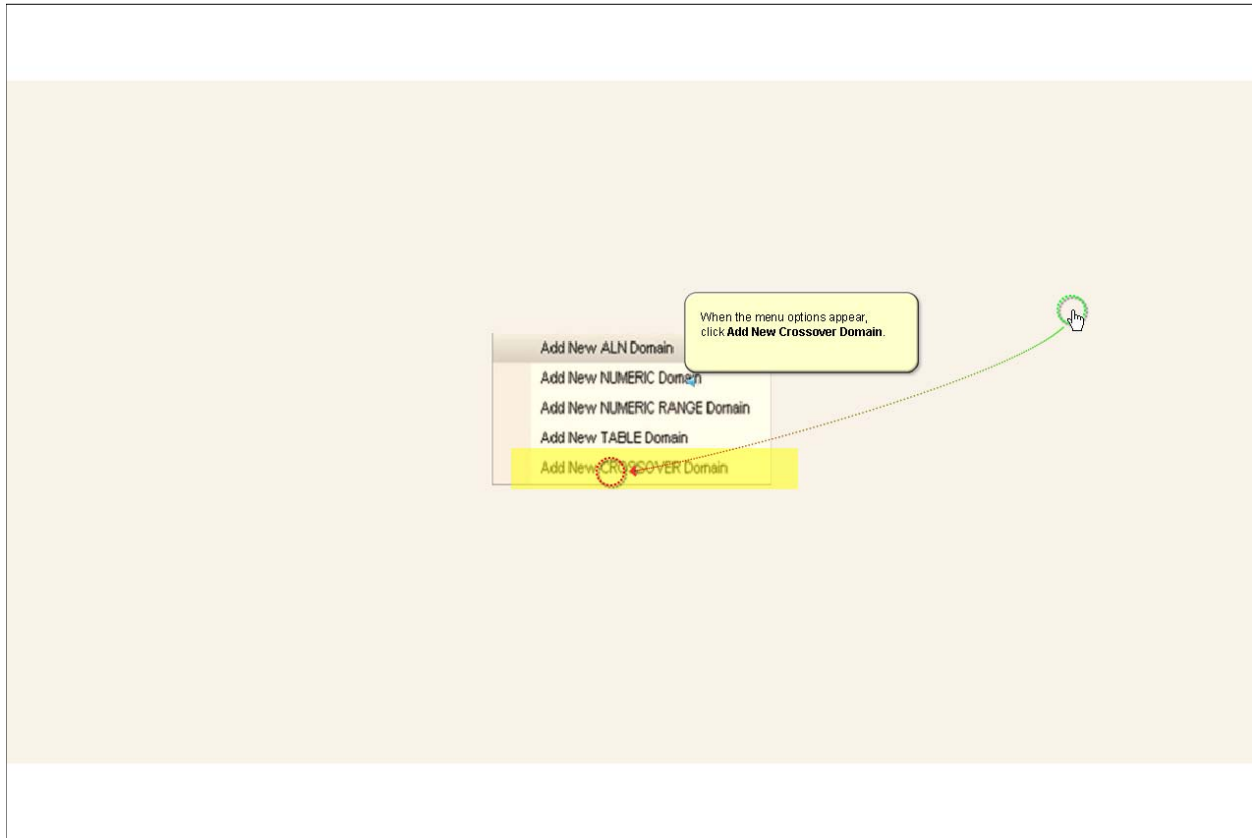 When the menu options appear,
click Add New Crossover Domain.
Add New ALN Domain
Add New NUMERIC Domain
Add New NUMERIC RANGE Domain
Add New TABLE Domain
Add New CROSSOVER Domain